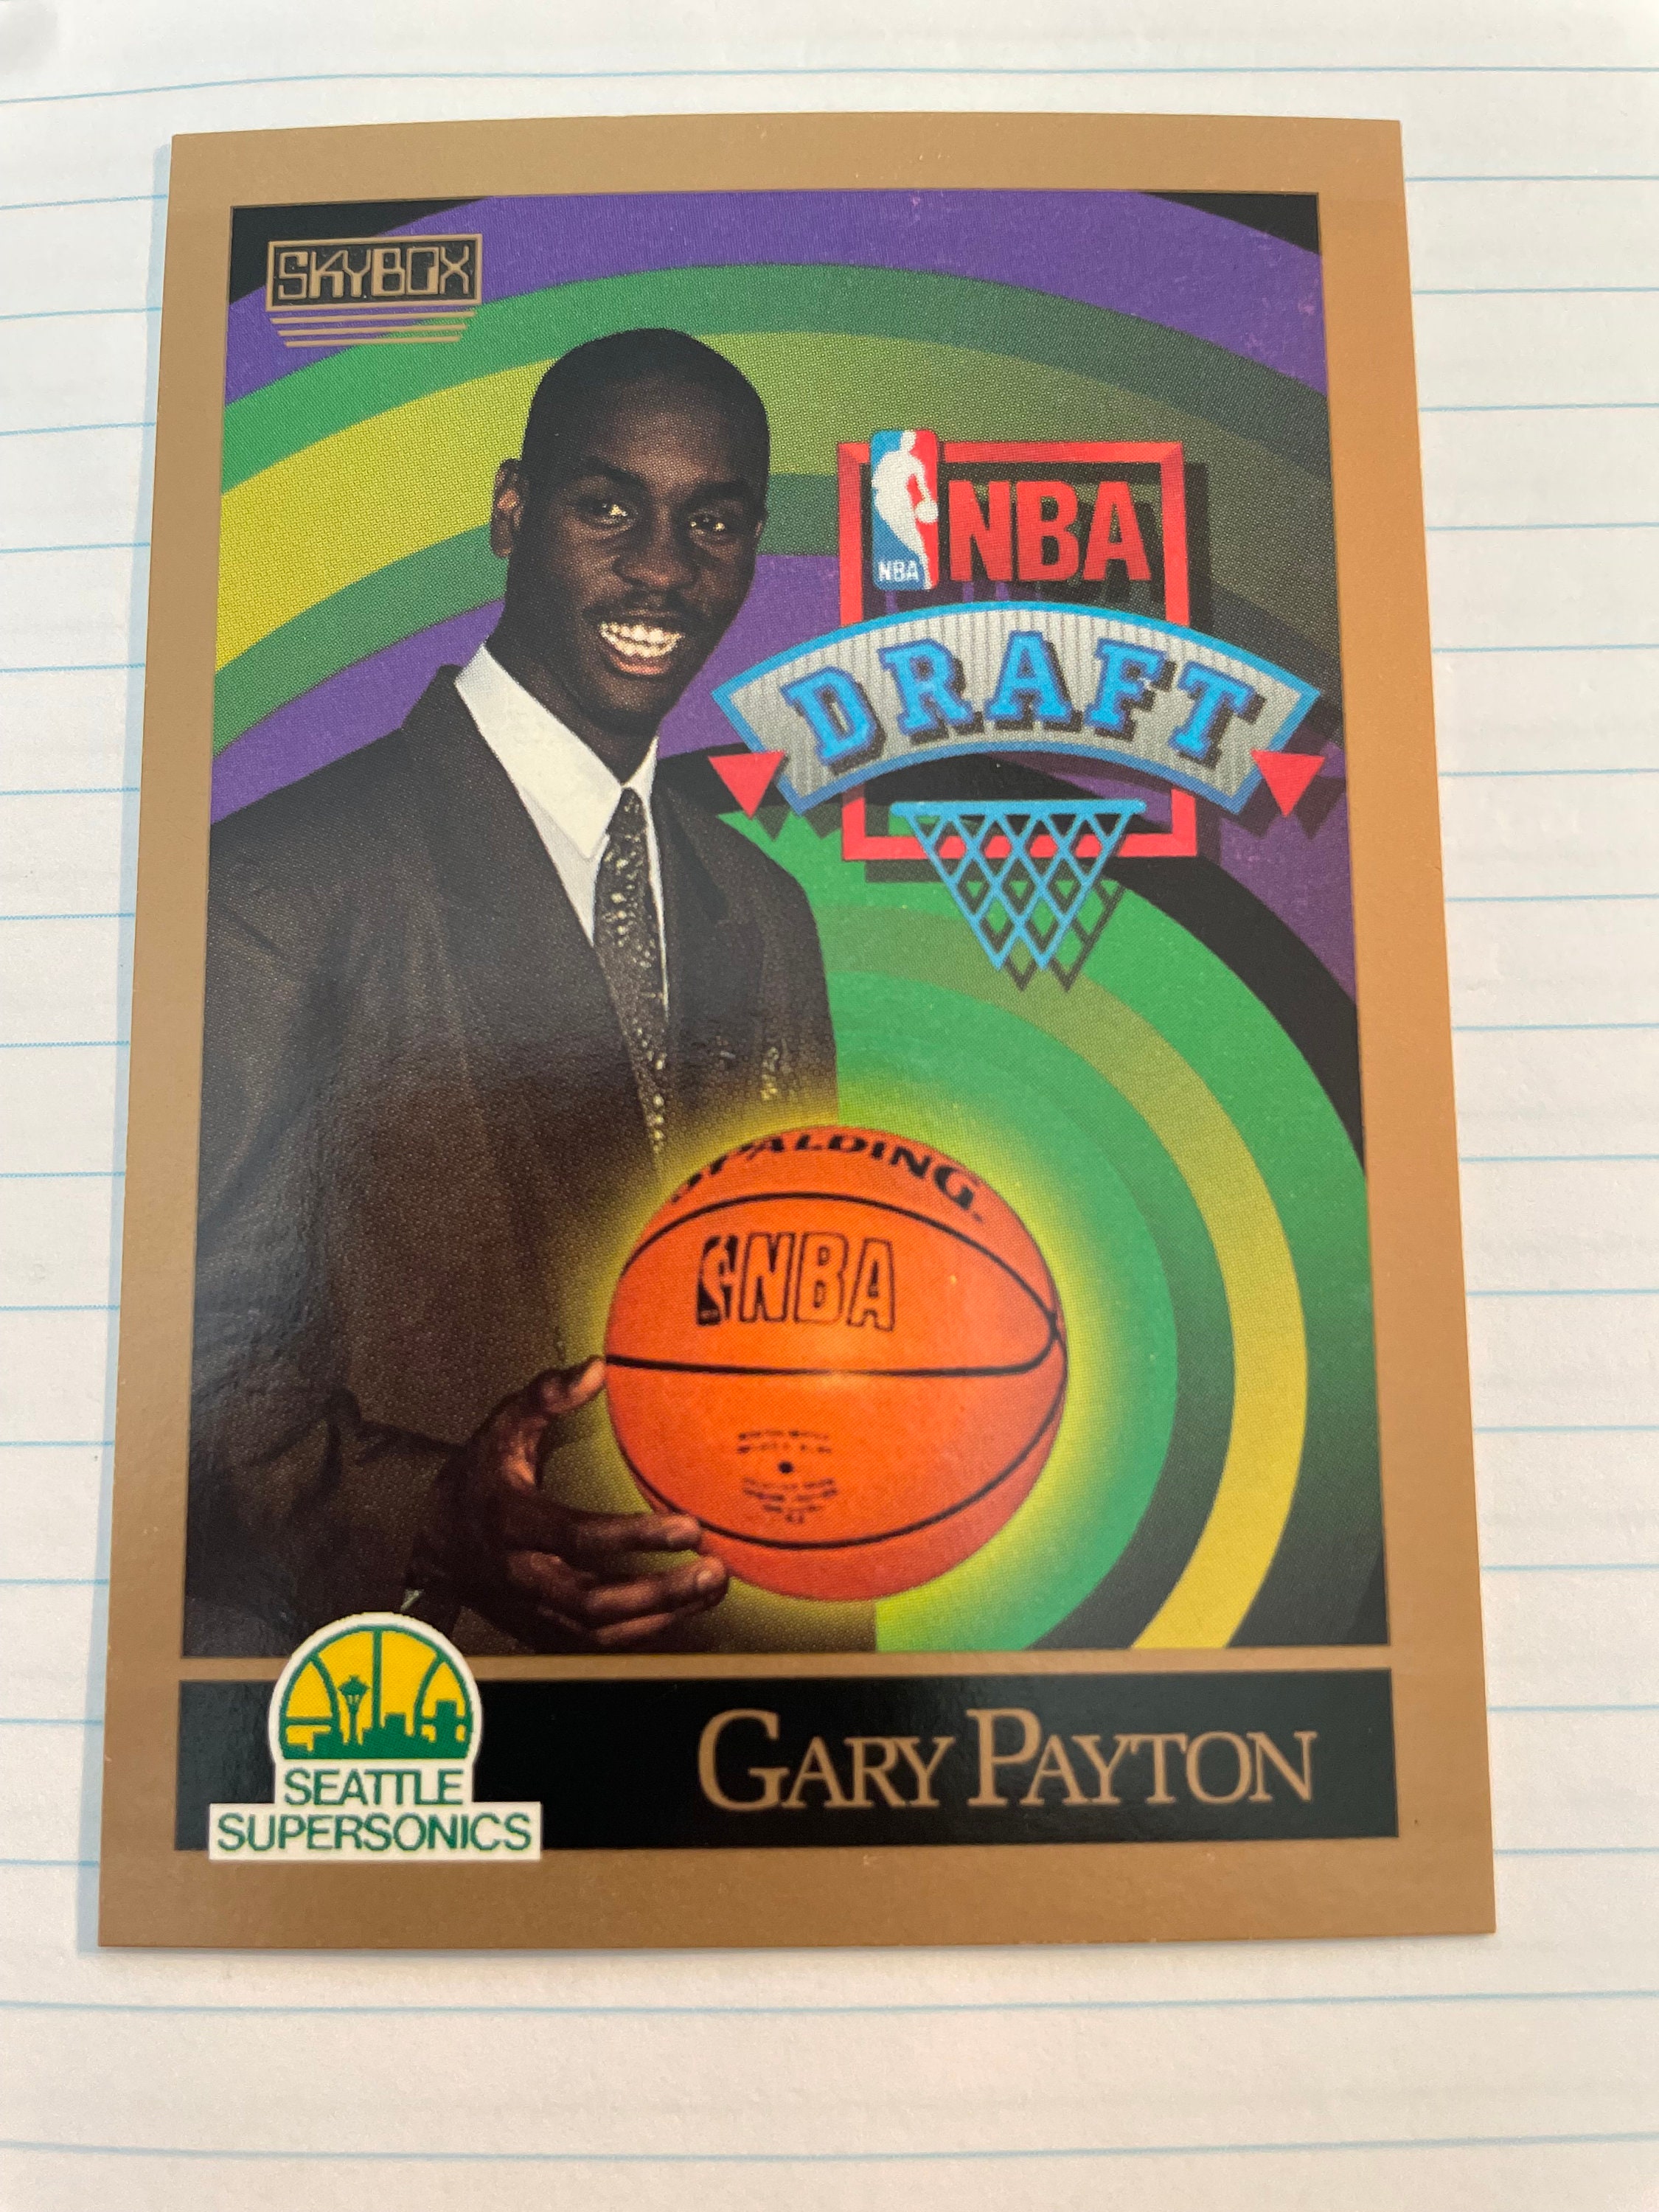 SKYBOX
NBA
NBA
DRAFT
SPALDING
NBA
SEATTLE
SUPERSONICS
GARY PAYTON